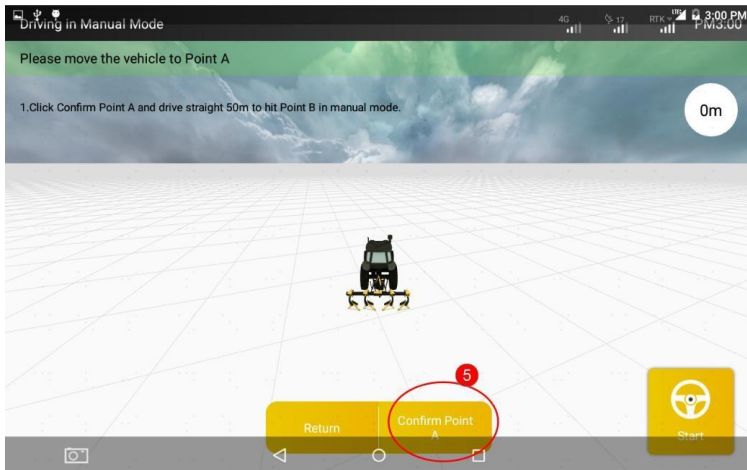 Driving in Manual Mode
4G
17
RTK
LTE
3:00 PM
PM3:00
Please move the vehicle to Point A
1.Click Confirm Point A and drive straight 50m to hit Point B in manual mode.
0m
5
Return
Confirm Point
A
Start